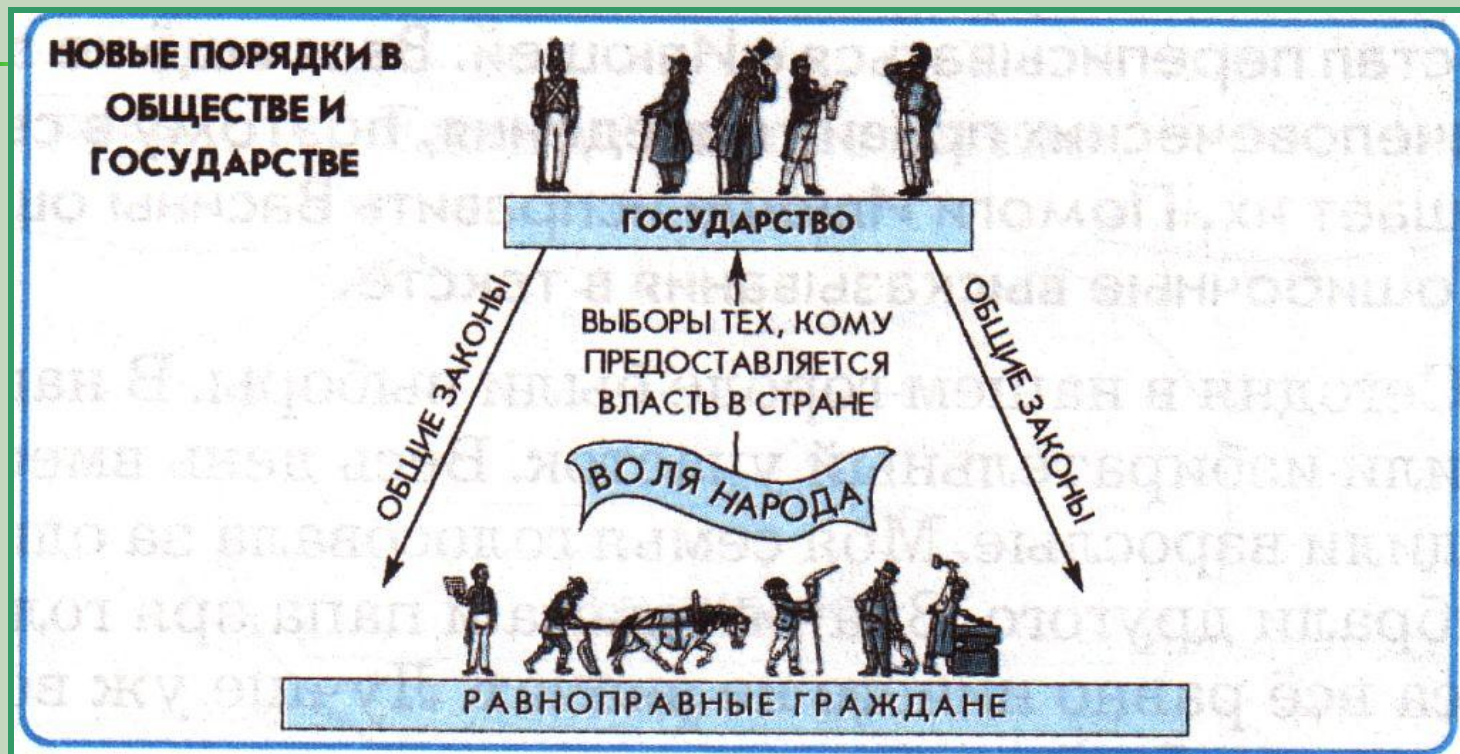 НОВЫЕ ПОРЯДКИ В
ОБЩЕСТВЕ И
ГОСУДАРСТВЕ
ГОСУДАРСТВО
ОБЩИЕ ЗАКОНЫ
ВЫБОРЫ ТЕХ, КОМУ
ПРЕДОСТАВЛЯЕТСЯ
ВЛАСТЬ В СТРАНЕ
ОБЩИЕ ЗАКОНЫ
ВОЛЯ НАРОДА
РАВНОПРАВНЫЕ ГРАЖДАНЕ